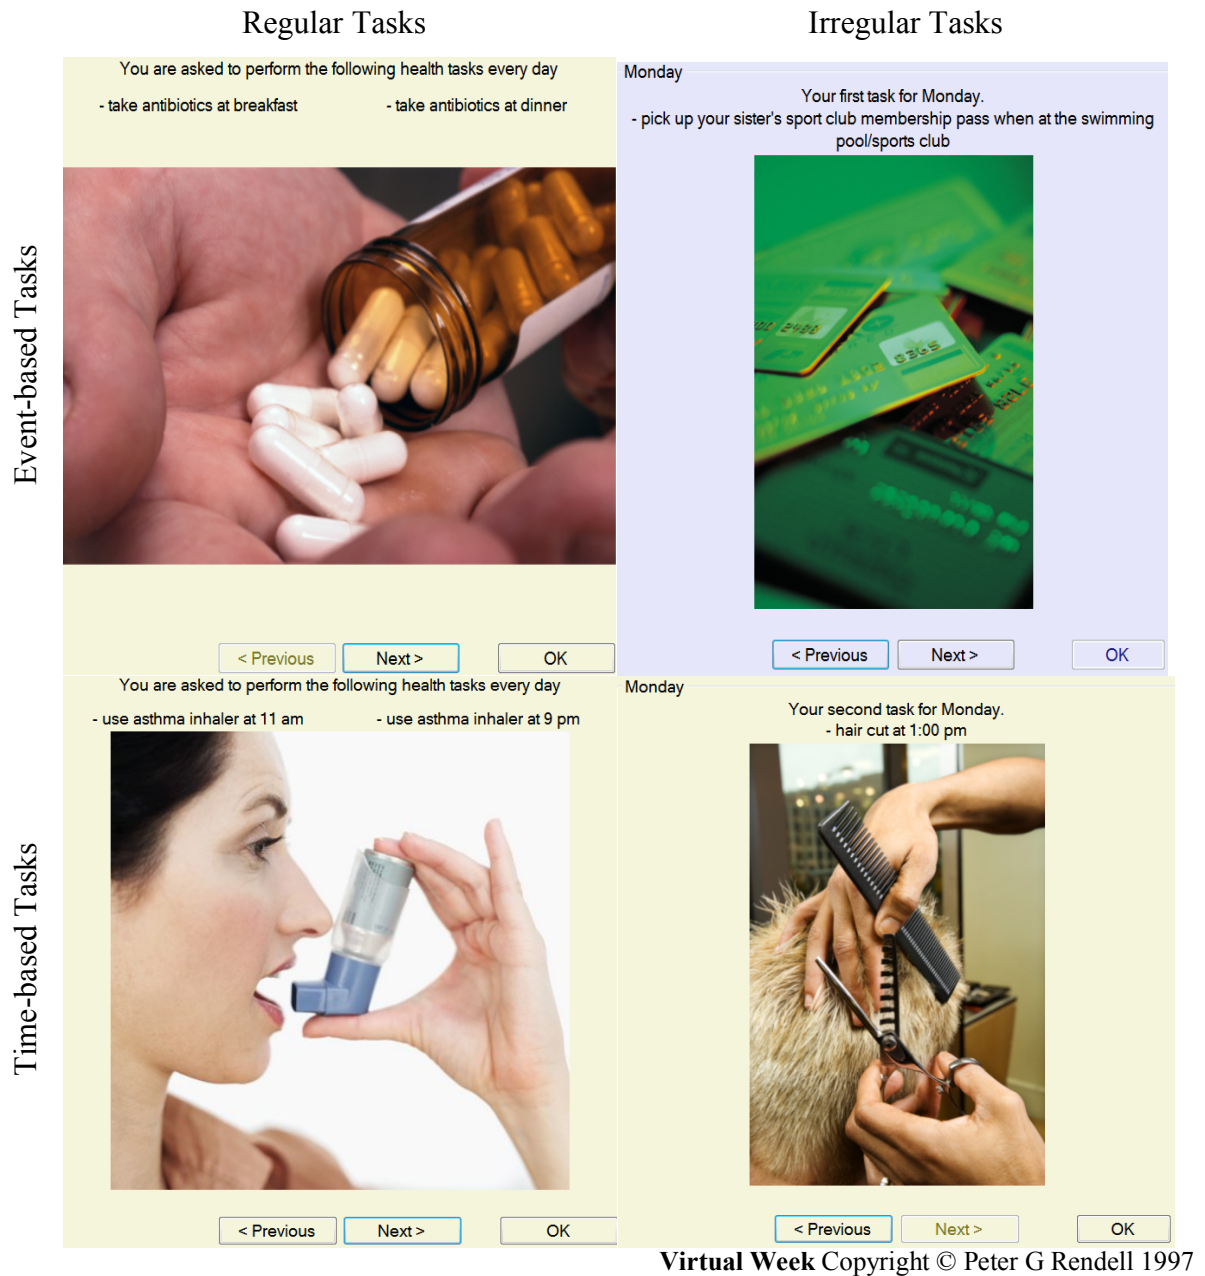 Regular Tasks
Irregular Tasks
Event-based Tasks
You are asked to perform the following health tasks every day
- take antibiotics at breakfast - take antibiotics at dinner
< Previous Next > OK
Monday
Your first task for Monday.
- pick up your sister's sport club membership pass when at the swimming
pool/sports club
0365
< Previous Next > OK
Time-based Tasks
You are asked to perform the following health tasks every day
- use asthma inhaler at 11 am - use asthma inhaler at 9 pm
< Previous Next > OK
Monday
Your second task for Monday.
- hair cut at 1:00 pm
< Previous Next > OK
Virtual Week Copyright © Peter G Rendell 1997